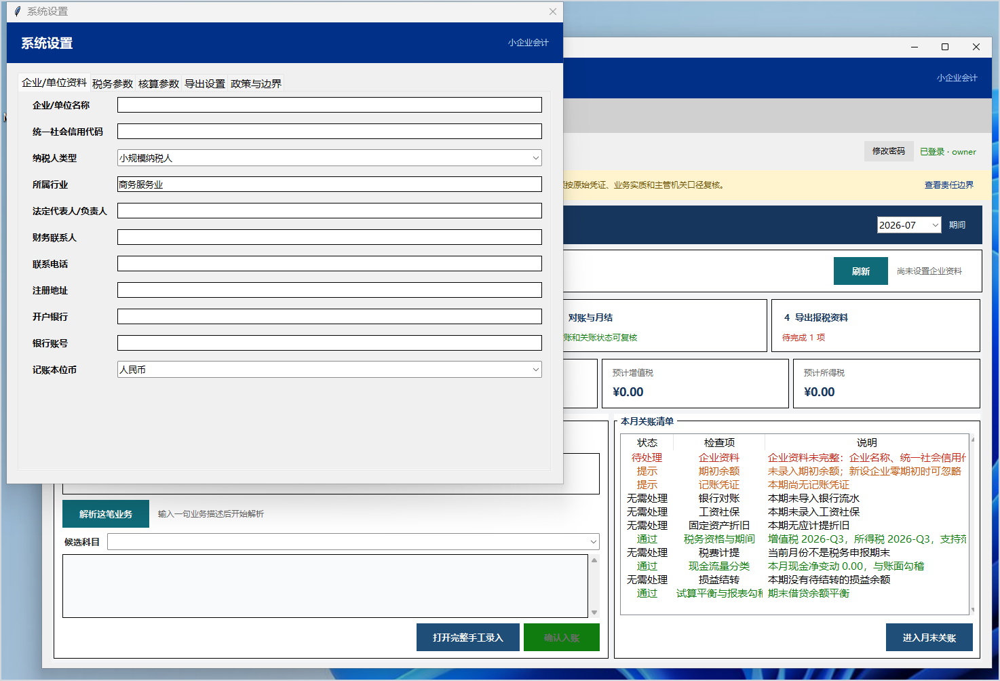 系统设置
系统设置
小企业会计
企业/单位资料 税务参数 核算参数 导出设置 政策与边界
企业/单位名称
统一社会信用代码
纳税人类型 小规模纳税人
所属行业 商务服务业
法定代表人/负责人
财务联系人
联系电话
注册地址
开户银行
银行账号
记账本位币 人民币
小企业会计
修改密码 已登录 · owner
按原始凭证、业务实质和主管机关口径复核。 查看责任边界
2026-07 期间
刷新 尚未设置企业资料
对账与月结
账和关账状态可复核
4 导出报税资料
待完成 1 项
预计增值税
¥0.00
预计所得税
¥0.00
解析这笔业务 输入一句业务描述后开始解析
候选科目
打开完整手工录入 确认入账
本月关账清单
状态 检查项 说明
待处理 企业资料 企业资料未完整：企业名称、统一社会信用
提示 期初余额 未录入期初余额；新设企业零期初时可忽略
提示 记账凭证 本期尚无记账凭证
无需处理 银行对账 本期未导入银行流水
无需处理 工资社保 本期未录入工资社保
无需处理 固定资产折旧 本期无应计提折旧
通过 税务资格与期间 增值税 2026-Q3，所得税 2026-Q3，支持
无需处理 税费计提 当前月份不是税务申报期末
通过 现金流量分类 本月现金净变动 0.00，与账面勾稽
无需处理 损益结转 本期没有待结转的损益余额
通过 试算平衡与报表勾 期末借贷余额平衡
进入月末关账